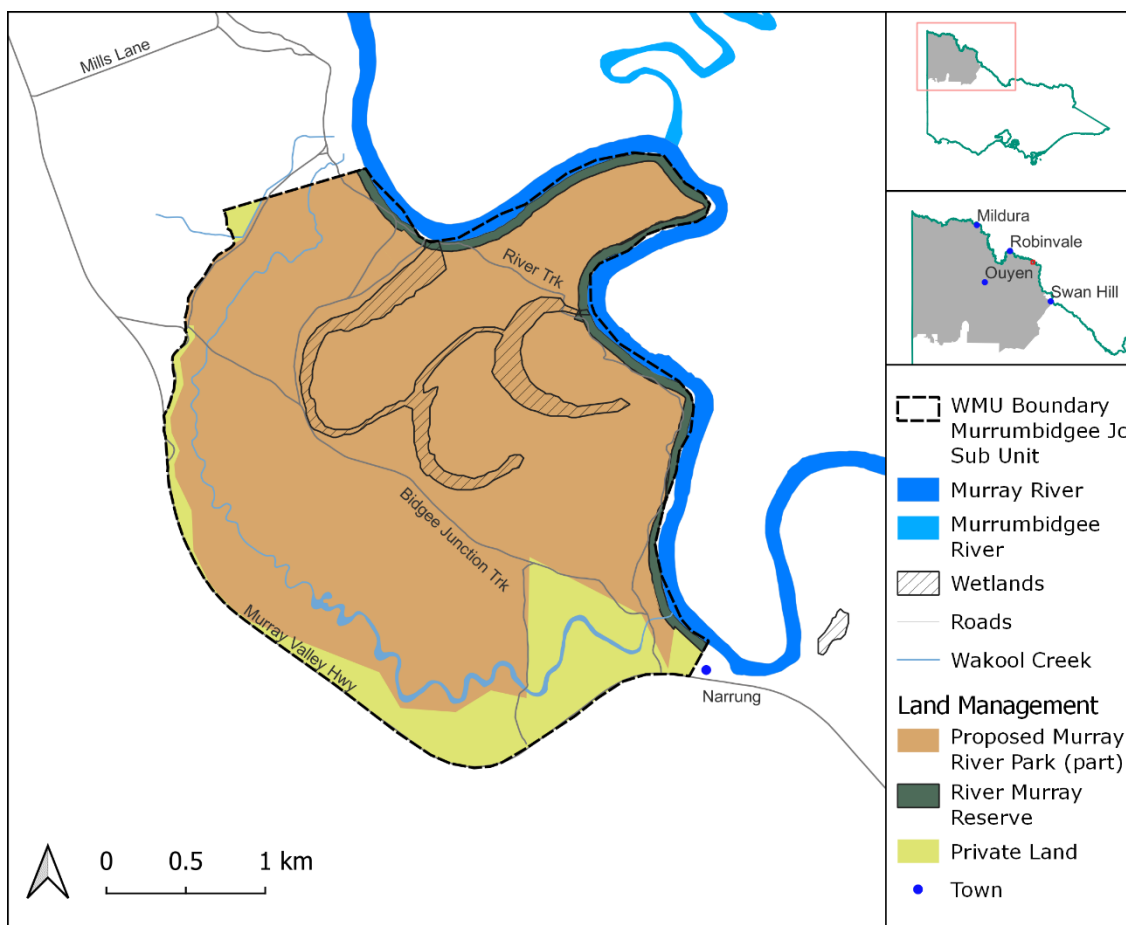 Mills Lane
River Trk
Bidgee Junction Trk
Murray Valley Hwy
Narrung
0 0.5 1 km
Mildura
Robinvale
Ouyen
Swan Hill
WMU Boundary
Murrumbidgee Jc
Sub Unit
Murray River
Murrumbidgee
River
Wetlands
Roads
Wakool Creek
Land Management
Proposed Murray
River Park (part)
River Murray
Reserve
Private Land
Town